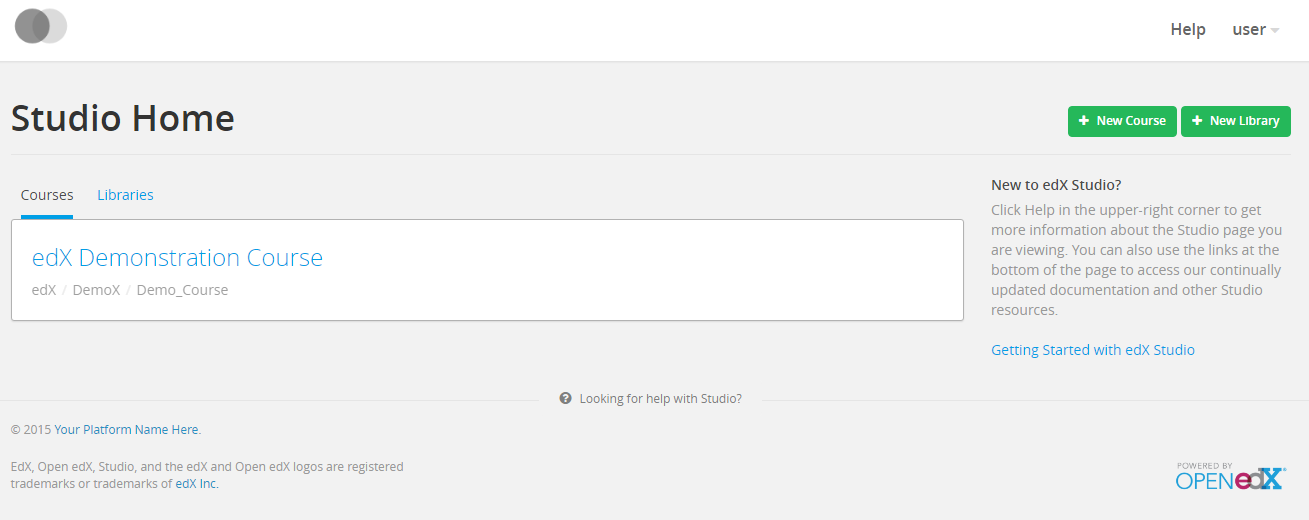 Help user
Studio Home
+ New Course + New Library
Courses Libraries
edX Demonstration Course
edX / DemoX / Demo_Course
New to edX Studio?
Click Help in the upper-right corner to get
more information about the Studio page you
are viewing. You can also use the links at the
bottom of the page to access our continually
updated documentation and other Studio
resources.
Getting Started with edX Studio
Looking for help with Studio?
© 2015 Your Platform Name Here.
EdX, Open edX, Studio, and the edX and Open edX logos are registered
trademarks or trademarks of edX Inc.
POWERED BY
OPEN edX